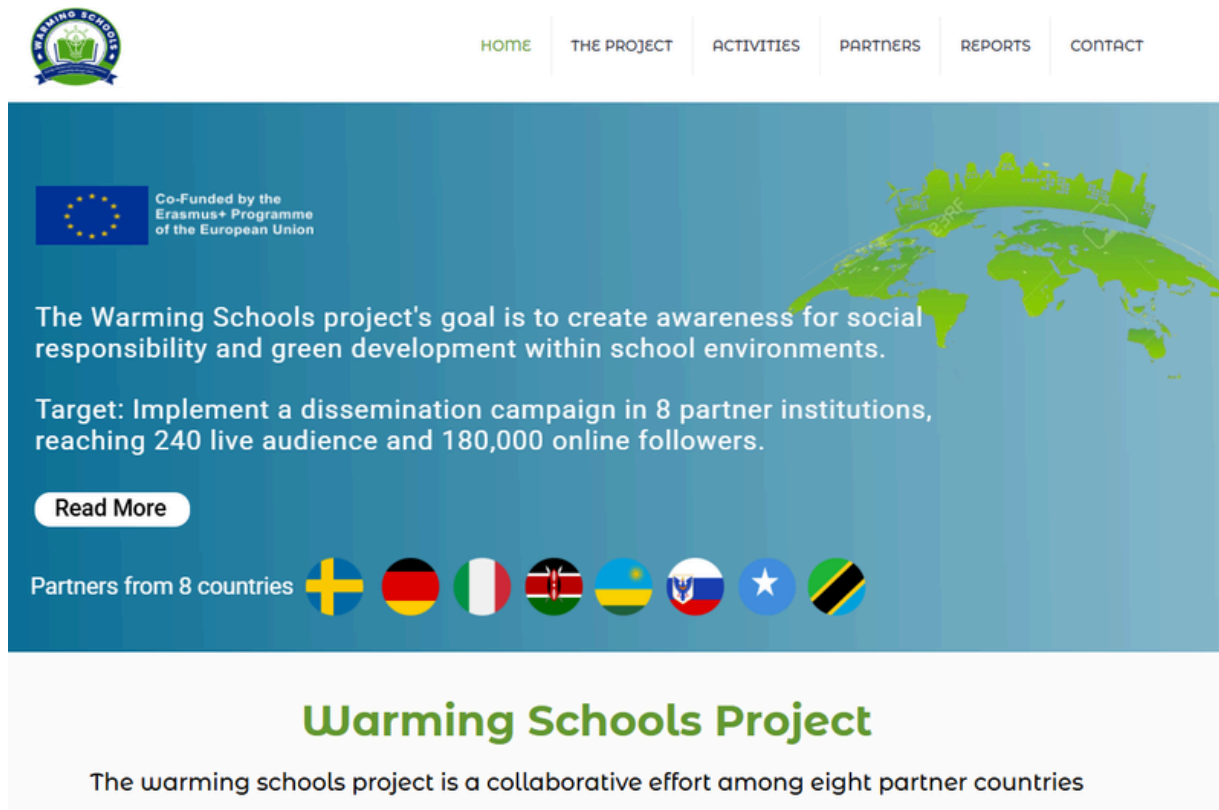 WARMING SCHOOLS
HOME THE PROJECT ACTIVITIES PARTNERS REPORTS CONTACT
Co-Funded by the
Erasmus+ Programme
of the European Union
123RF
The Warming Schools project's goal is to create awareness for social
responsibility and green development within school environments.
Target: Implement a dissemination campaign in 8 partner institutions,
reaching 240 live audience and 180,000 online followers.
Read More
Partners from 8 countries
Warming Schools Project
The warming schools project is a collaborative effort among eight partner countries